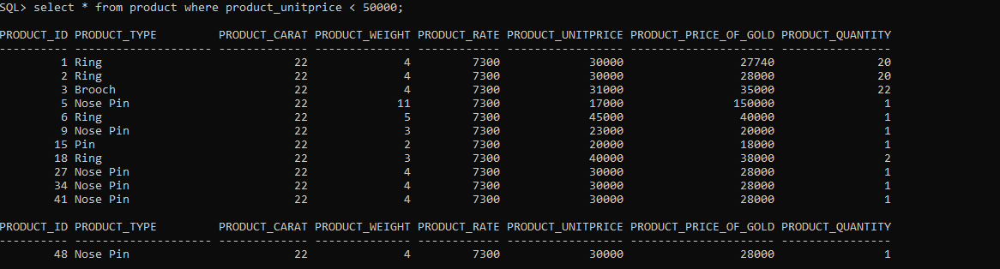 SQL> select * from product where product_unitprice < 50000;
PRODUCT_ID PRODUCT_TYPE         PRODUCT_CARAT PRODUCT_WEIGHT PRODUCT_RATE PRODUCT_UNITPRICE PRODUCT_PRICE_OF_GOLD PRODUCT_QUANTITY
---------- -------------------- ------------- -------------- ------------ ----------------- --------------------- ----------------
         1 Ring                            22              4         7300             30000                 27740               20
         2 Ring                            22              4         7300             30000                 28000               20
         3 Brooch                          22              4         7300             31000                 35000               22
         5 Nose Pin                        22             11         7300             17000                150000                1
         6 Ring                            22              5         7300             45000                 40000                1
         9 Nose Pin                        22              3         7300             23000                 20000                1
        15 Pin                             22              2         7300             20000                 18000                1
        18 Ring                            22              3         7300             40000                 38000                2
        27 Nose Pin                        22              4         7300             30000                 28000                1
        34 Nose Pin                        22              4         7300             30000                 28000                1
        41 Nose Pin                        22              4         7300             30000                 28000                1
PRODUCT_ID PRODUCT_TYPE         PRODUCT_CARAT PRODUCT_WEIGHT PRODUCT_RATE PRODUCT_UNITPRICE PRODUCT_PRICE_OF_GOLD PRODUCT_QUANTITY
---------- -------------------- ------------- -------------- ------------ ----------------- --------------------- ----------------
        48 Nose Pin                        22              4         7300             30000                 28000                1